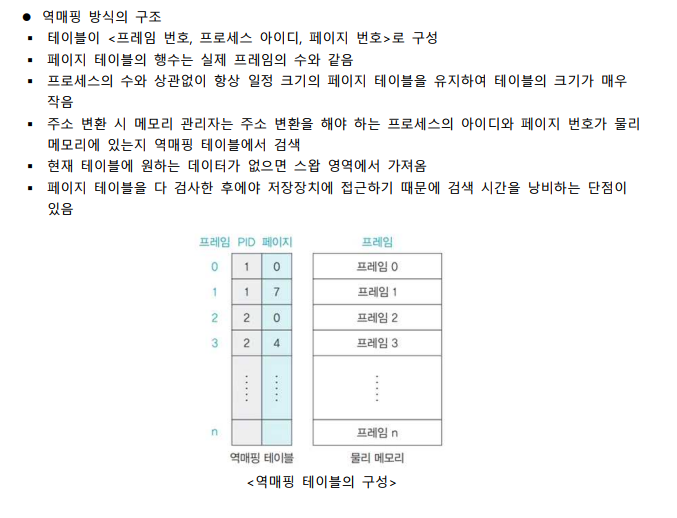 ● 역매핑 방식의 구조
▪ 테이블이 <프레임 번호, 프로세스 아이디, 페이지 번호>로 구성
▪ 페이지 테이블의 행수는 실제 프레임의 수와 같음
▪ 프로세스의 수와 상관없이 항상 일정 크기의 페이지 테이블을 유지하여 테이블의 크기가 매우
작음
▪ 주소 변환 시 메모리 관리자는 주소 변환을 해야 하는 프로세스의 아이디와 페이지 번호가 물리
메모리에 있는지 역매핑 테이블에서 검색
▪ 현재 테이블에 원하는 데이터가 없으면 스왑 영역에서 가져옴
▪ 페이지 테이블을 다 검사한 후에야 저장장치에 접근하기 때문에 검색 시간을 낭비하는 단점이
있음
프레임 PID 페이지 프레임
0 1 0 프레임 0
1 1 7 프레임 1
2 2 0 프레임 2
3 2 4 프레임 3
n 프레임 n
역매핑 테이블 물리 메모리
<역매핑 테이블의 구성>